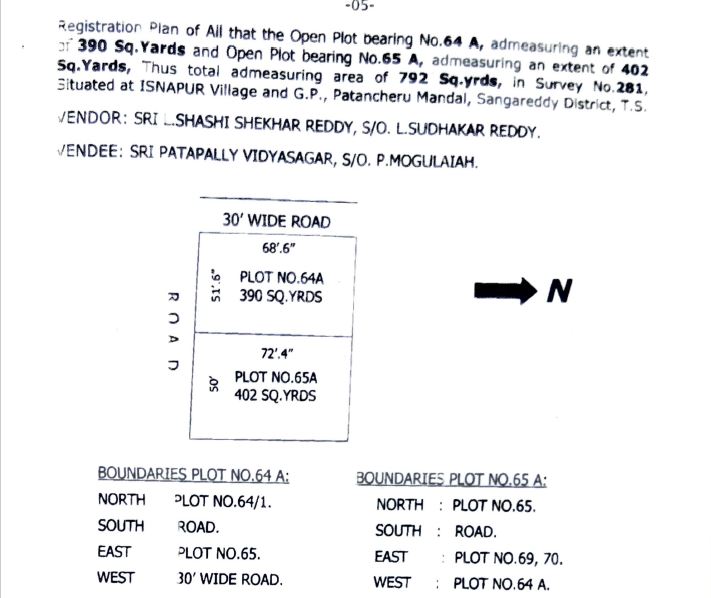 -05-
Registration Plan of All that the Open Plot bearing No.64 A, admeasuring an extent
of 390 Sq.Yards and Open Plot bearing No.65 A, admeasuring an extent of 402
Sq.Yards, Thus total admeasuring area of 792 Sq.yrds, in Survey No.281,
Situated at ISNAPUR Village and G.P., Patancheru Mandal, Sangareddy District, T.S.
VENDOR: SRI L.SHASHI SHEKHAR REDDY, S/O. L.SUDHAKAR REDDY.
VENDEE: SRI PATAPALLY VIDYASAGAR, S/O. P.MOGULAIAH.
30' WIDE ROAD
68'.6"
51'.6"
PLOT NO.64A
390 SQ.YRDS
ROAD
72'.4"
50'
PLOT NO.65A
402 SQ.YRDS
N
BOUNDARIES PLOT NO.64 A:
NORTH PLOT NO.64/1.
SOUTH ROAD.
EAST PLOT NO.65.
WEST 30' WIDE ROAD.
BOUNDARIES PLOT NO.65 A:
NORTH : PLOT NO.65.
SOUTH : ROAD.
EAST : PLOT NO.69, 70.
WEST : PLOT NO.64 A.